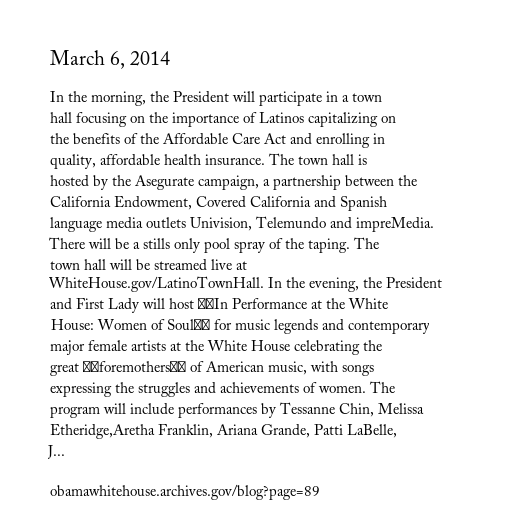 March 6, 2014
In the morning, the President will participate in a town
hall focusing on the importance of Latinos capitalizing on
the benefits of the Affordable Care Act and enrolling in
quality, affordable health insurance. The town hall is
hosted by the Asegurate campaign, a partnership between the
California Endowment, Covered California and Spanish
language media outlets Univision, Telemundo and impreMedia.
There will be a stills only pool spray of the taping. The
town hall will be streamed live at
WhiteHouse.gov/LatinoTownHall. In the evening, the President
and First Lady will host In Performance at the White
House: Women of Soul for music legends and contemporary
major female artists at the White House celebrating the
great foremothers of American music, with songs
expressing the struggles and achievements of women. The
program will include performances by Tessanne Chin, Melissa
Etheridge,Aretha Franklin, Ariana Grande, Patti LaBelle,
J...
obamawhitehouse.archives.gov/blog?page=89